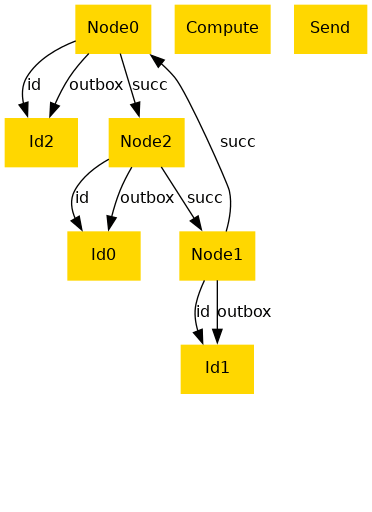 Node0
Compute
Send
id
outbox
succ
succ
Id2
Node2
id
outbox
succ
Id0
Node1
id
outbox
Id1